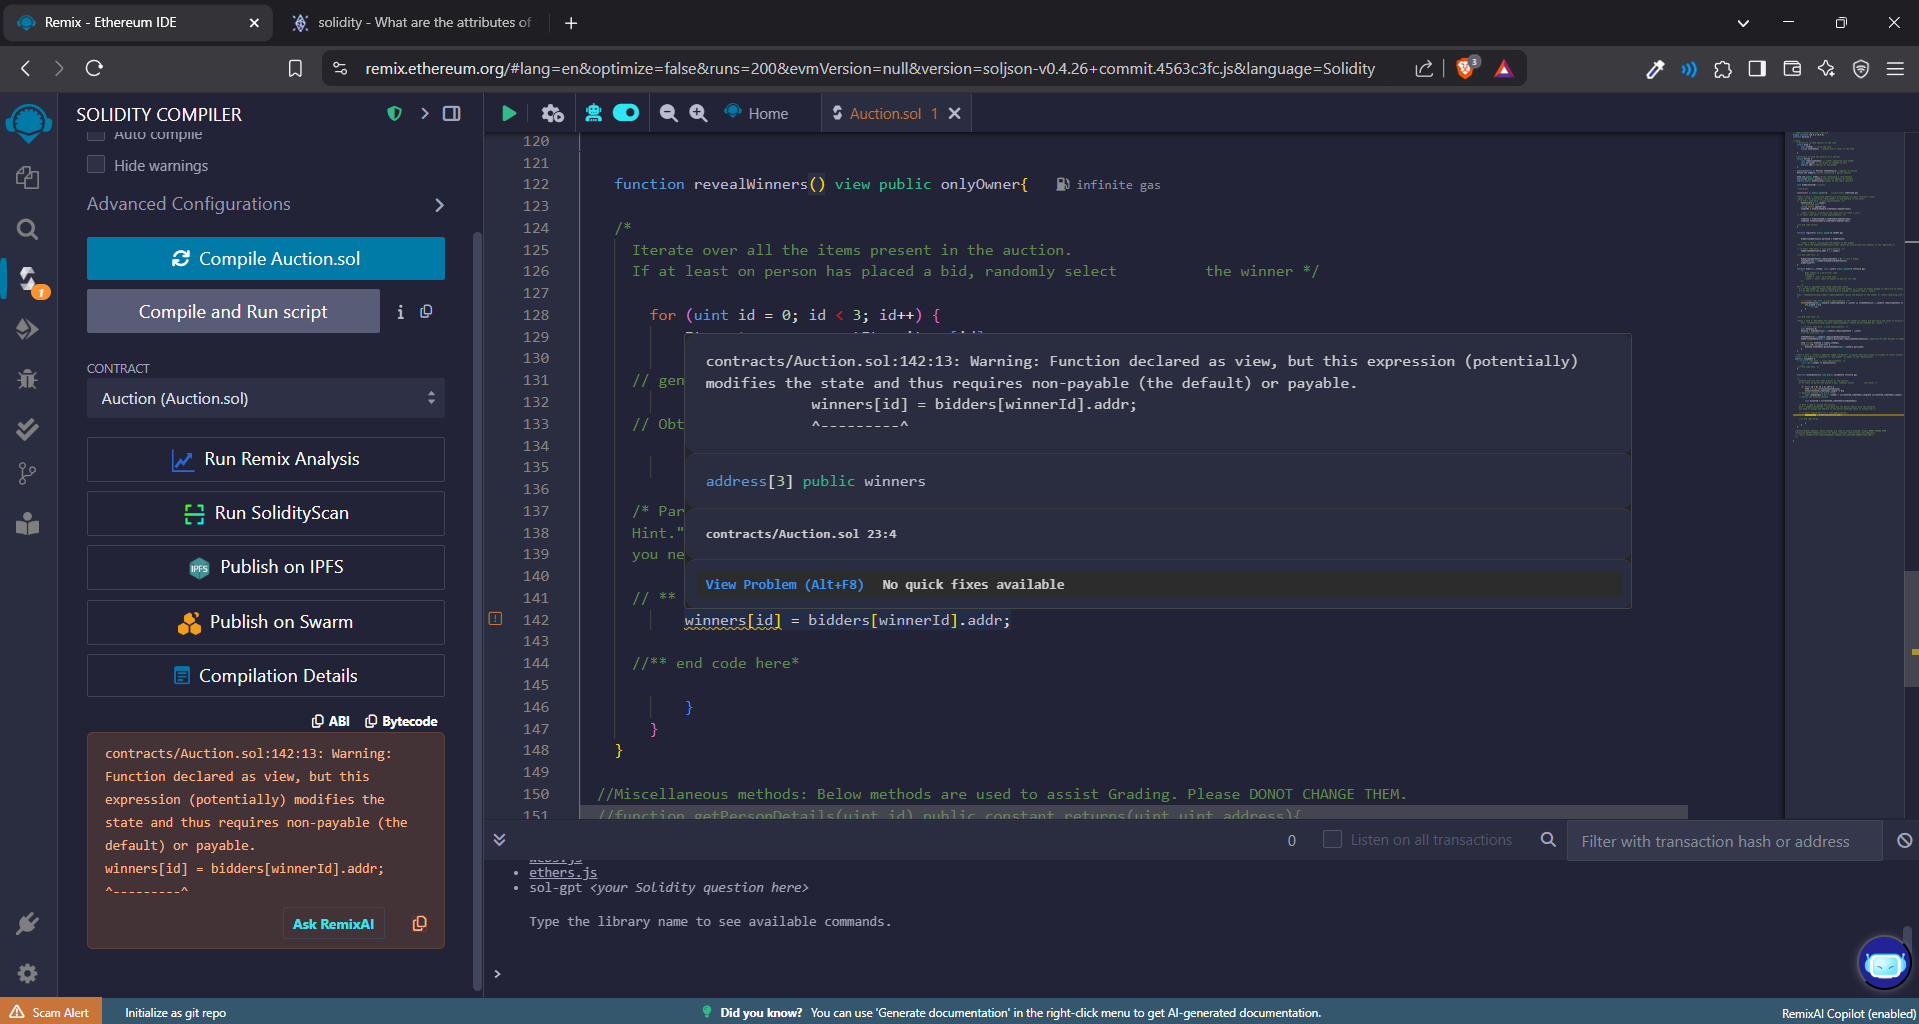 Remix - Ethereum IDE
solidity - What are the attributes of
remix.ethereum.org/#lang=en&optimize=false&runs=200&evmVersion=null&version=soljson-v0.4.26+commit.4563c3fc.js&language=Solidity
3
SOLIDITY COMPILER
Auto compile
Hide warnings
Advanced Configurations
Compile Auction.sol
1
Compile and Run script
i
CONTRACT
Auction (Auction.sol)
Run Remix Analysis
Run SolidityScan
IPFS
Publish on IPFS
Publish on Swarm
Compilation Details
ABI
Bytecode
contracts/Auction.sol:142:13: Warning:
Function declared as view, but this
expression (potentially) modifies the
state and thus requires non-payable (the
default) or payable.
winners[id] = bidders[winnerId].addr;
^---------^
Ask RemixAI
Home
Auction.sol 1
120
121
122 function revealWinners() view public onlyOwner{ infinite gas
123
124 /*
125 Iterate over all the items present in the auction.
126 If at least on person has placed a bid, randomly select the winner */
127
128 for (uint id = 0; id < 3; id++) {
129
130
131 // gen
132
133 // Obt
134
135
136
137 /* Par
138 Hint."
139 you ne
140
141 // **
142 winners[id] = bidders[winnerId].addr;
143
144 //** end code here*
145
146 }
147 }
148 }
149
150 //Miscellaneous methods: Below methods are used to assist Grading. Please DONOT CHANGE THEM.
151 //function getPersonDetails(uint id) public constant returns(uint,uint,address){
contracts/Auction.sol:142:13: Warning: Function declared as view, but this expression (potentially)
modifies the state and thus requires non-payable (the default) or payable.
winners[id] = bidders[winnerId].addr;
^---------^
address[3] public winners
contracts/Auction.sol 23:4
View Problem (Alt+F8) No quick fixes available
0
Listen on all transactions
Filter with transaction hash or address
web3.js
• ethers.js
• sol-gpt <your Solidity question here>
Type the library name to see available commands.
>
Scam Alert
Initialize as git repo
Did you know? You can use 'Generate documentation' in the right-click menu to get AI-generated documentation.
RemixAI Copilot (enabled)